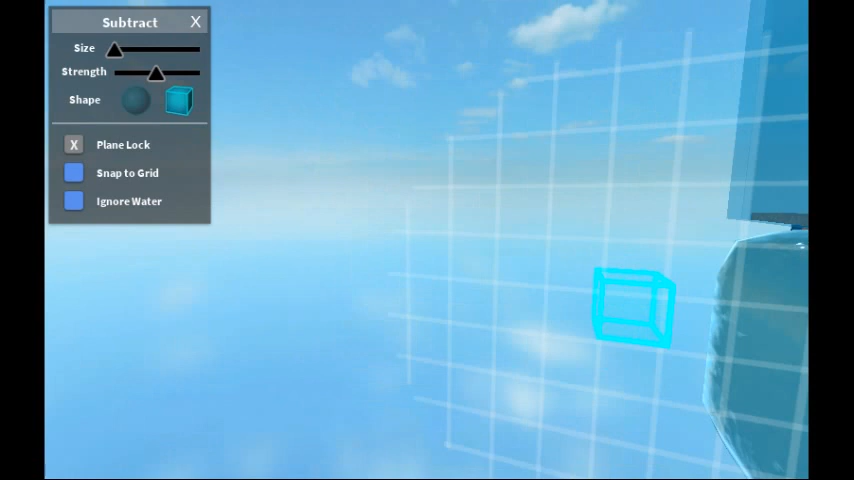 Subtract X
Size
Strength
Shape
X Plane Lock
Snap to Grid
Ignore Water